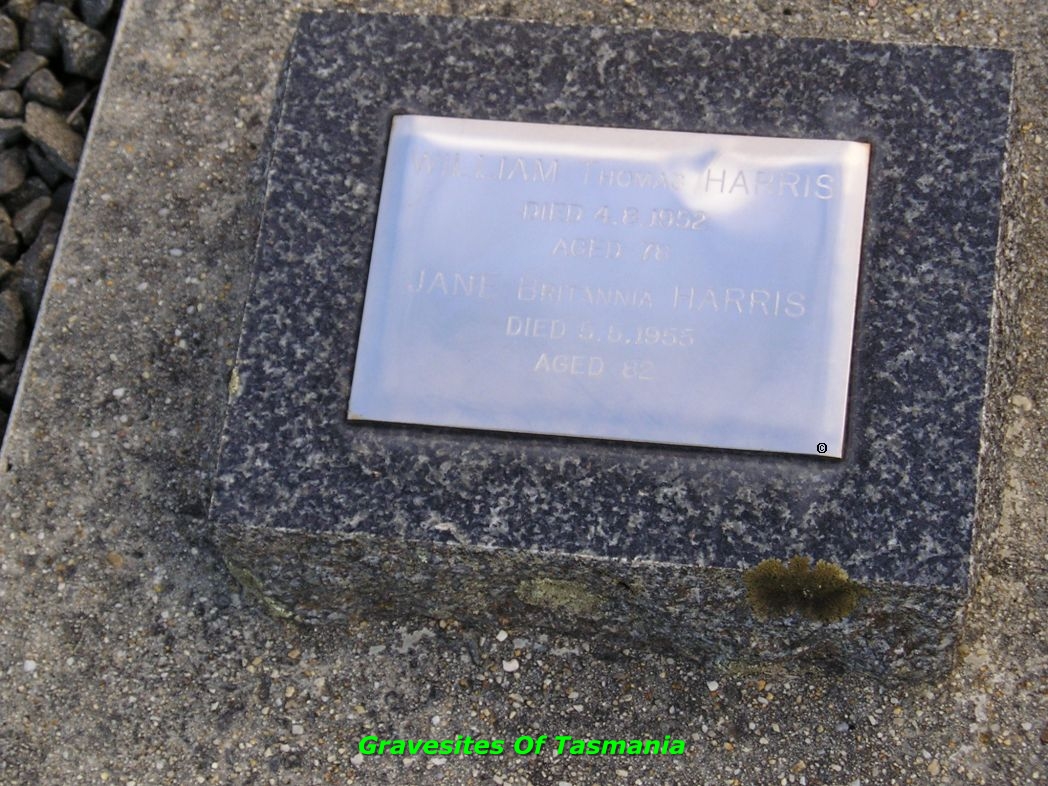 WILLIAM THOMAS HARRIS
DIED 4.8.1952
AGED 78
JANE BRITANNIA HARRIS
DIED 5.5.1955
AGED 82
©
Gravesites Of Tasmania